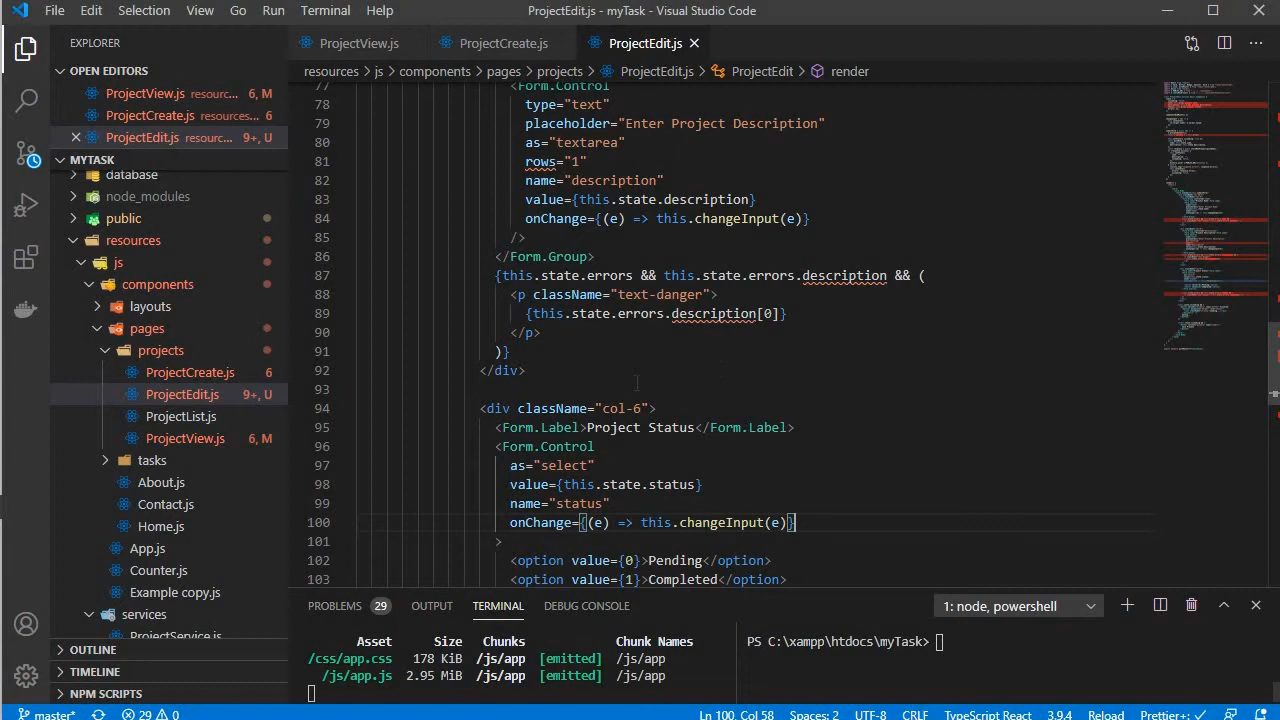 File Edit Selection View Go Run Terminal Help ProjectEdit.js - myTask - Visual Studio Code
EXPLORER
OPEN EDITORS
ProjectView.js resourc... 6, M
ProjectCreate.js resources... 6
ProjectEdit.js resourc... 9+, U
MYTASK
database
node_modules
public
resources
js
components
layouts
pages
projects
ProjectCreate.js 6
ProjectEdit.js 9+, U
ProjectList.js
ProjectView.js 6, M
tasks
About.js
Contact.js
Home.js
App.js
Counter.js
Example copy.js
services
ProjectService.js
OUTLINE
TIMELINE
NPM SCRIPTS
ProjectView.js ProjectCreate.js ProjectEdit.js
resources > js > components > pages > projects > ProjectEdit.js > ProjectEdit > render
77 <Form.Control
78 type="text"
79 placeholder="Enter Project Description"
80 as="textarea"
81 rows="1"
82 name="description"
83 value={this.state.description}
84 onChange={(e) => this.changeInput(e)}
85 />
86 </Form.Group>
87 {this.state.errors && this.state.errors.description && (
88 <p className="text-danger">
89 {this.state.errors.description[0]}
90 </p>
91 )}
92 </div>
93
94 <div className="col-6">
95 <Form.Label>Project Status</Form.Label>
96 <Form.Control
97 as="select"
98 value={this.state.status}
99 name="status"
100 onChange={(e) => this.changeInput(e)}
101 >
102 <option value={0}>Pending</option>
103 <option value={1}>Completed</option>
PROBLEMS 29 OUTPUT TERMINAL DEBUG CONSOLE 1: node, powershell
Asset Size Chunks Chunk Names
/css/app.css 178 KiB /js/app [emitted] /js/app
/js/app.js 2.95 MiB /js/app [emitted] /js/app
PS C:\xampp\htdocs\myTask>
master* 29 0 Ln 100, Col 58 Spaces: 2 UTF-8 CRLF TypeScript React 3.9.4 Reload Prettier+